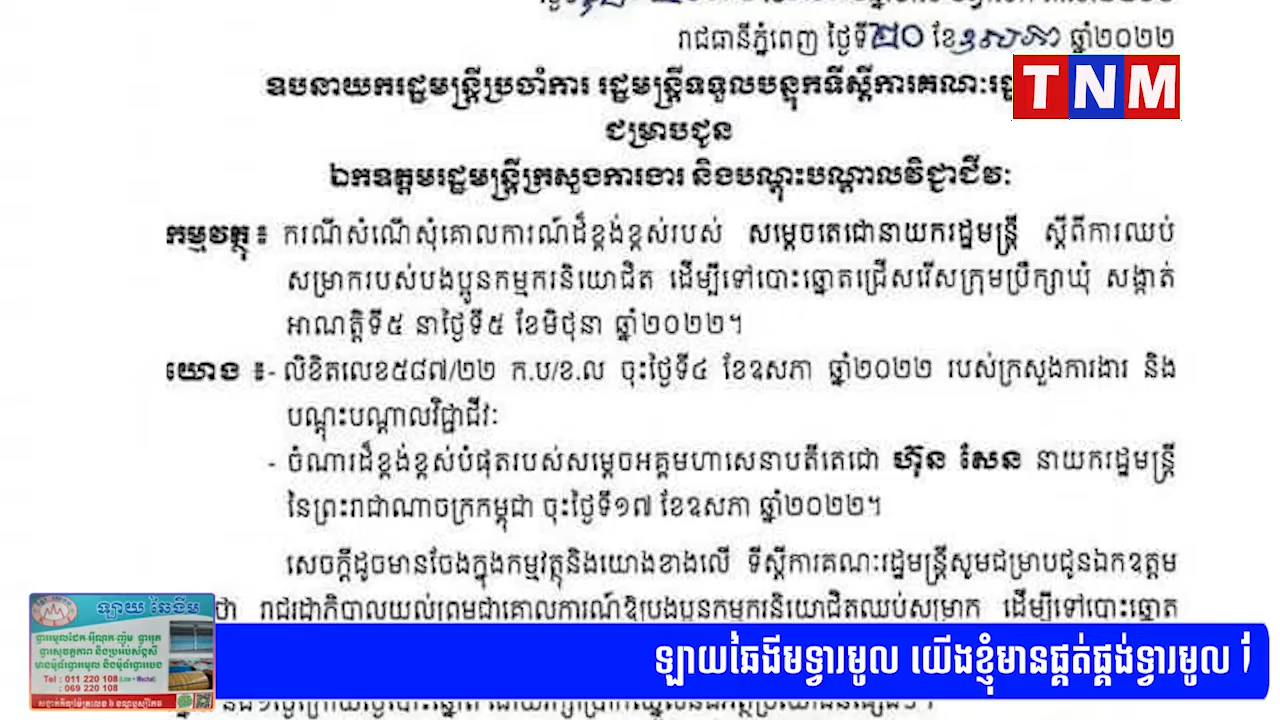 រាជធានីភ្នំពេញ ថ្ងៃទី២០ ខែឧសភា ឆ្នាំ២០២២
TNM
ឧបនាយករដ្ឋមន្ត្រីប្រចាំការ រដ្ឋមន្ត្រីទទួលបន្ទុកទីស្តីការគណៈ
ជម្រាបជូន
ឯកឧត្តមរដ្ឋមន្ត្រីក្រសួងការងារ និងបណ្តុះបណ្តាលវិជ្ជាជីវៈ
កម្មវត្ថុ ៖ ករណីសំណើសុំគោលការណ៍ដ៏ខ្ពង់ខ្ពស់របស់ សម្តេចតេជោនាយករដ្ឋមន្ត្រី ស្តីពីការឈប់
សម្រាករបស់បងប្អូនកម្មករនិយោជិត ដើម្បីទៅបោះឆ្នោតជ្រើសរើសក្រុមប្រឹក្សាឃុំ សង្កាត់
អាណត្តិទី៥ នាថ្ងៃទី៥ ខែមិថុនា ឆ្នាំ២០២២។
យោង ៖ - លិខិតលេខ៥៨៧/២២ ក.ប/ខ.ល ចុះថ្ងៃទី៤ ខែឧសភា ឆ្នាំ២០២២ របស់ក្រសួងការងារ និង
បណ្តុះបណ្តាលវិជ្ជាជីវៈ
- ចំណារដ៏ខ្ពង់ខ្ពស់បំផុតរបស់សម្តេចអគ្គមហាសេនាបតីតេជោ ហ៊ុន សែន នាយករដ្ឋមន្ត្រី
នៃព្រះរាជាណាចក្រកម្ពុជា ចុះថ្ងៃទី១៧ ខែឧសភា ឆ្នាំ២០២២។
សេចក្តីដូចមានចែងក្នុងកម្មវត្ថុនិងយោងខាងលើ ទីស្តីការគណៈរដ្ឋមន្ត្រីសូមជម្រាបជូនឯកឧត្តម
ថា រាជរដ្ឋាភិបាលយល់ព្រមជាគោលការណ៍ឱ្យបងប្អូនកម្មករនិយោជិតឈប់សម្រាក ដើម្បីទៅបោះឆ្នោត
ឡាយ ឆៃងីម
Tel : 011 220 108 (Line + Wechat)
: 069 220 108
ឡាយឆៃងីមទ្វារមូល យើងខ្ញុំមានផ្គត់ផ្គង់ទ្វារមូល